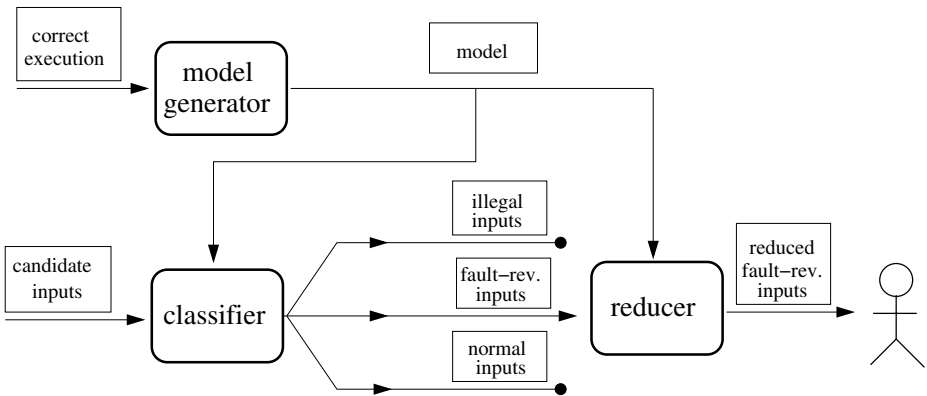 correct
execution
model
generator
model
illegal
inputs
candidate
inputs
classifier
fault-rev.
inputs
normal
inputs
reducer
reduced
fault-rev.
inputs